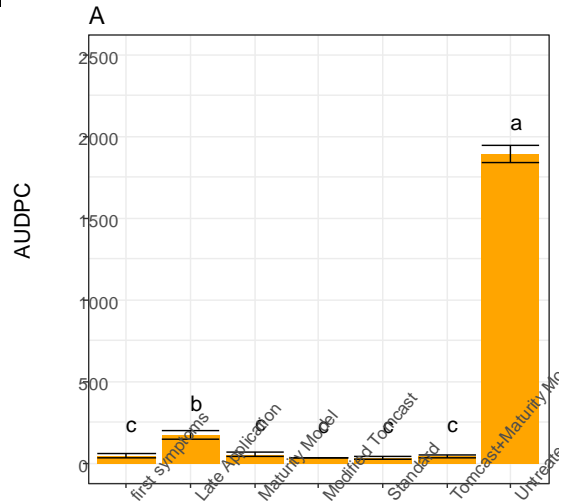 A
AUDPC
2500
2000
1500
1000
500
0
a
b
c
c
c
c
c
first symptoms
Late Application
Maturity Model
Modified Tomcast
Standard
Tomcast+Maturity Mo
Untreate